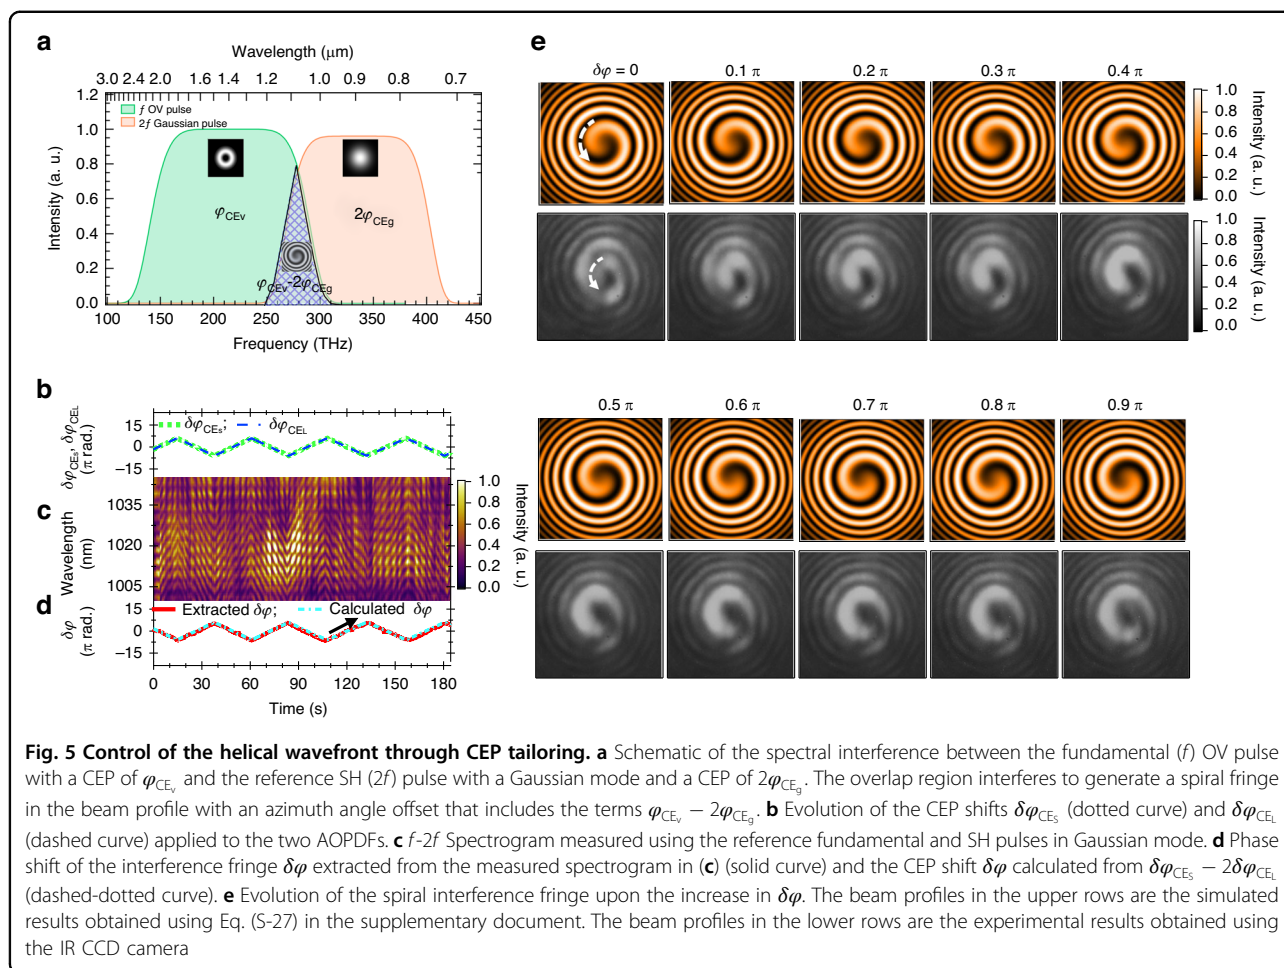 a
Wavelength (μm)
3.0 2.4 2.0 1.6 1.4 1.2 1.0 0.9 0.8 0.7
1.2
1.0
0.8
0.6
0.4
0.2
0.0
Intensity (a. u.)
f OV pulse
2f Gaussian pulse
φCEv
2φCEg
φCEv-2φCEg
100 150 200 250 300 350 400 450
Frequency (THz)
b
δφCEs, δφCEL
(π rad.)
15
0
−15
δφCEs; δφCEL
c
Wavelength
(nm)
1035
1020
1005
1.0
0.8
0.6
0.4
0.2
0.0
Intensity (a. u.)
d
δφ
(π rad.)
15
0
−15
Extracted δφ; Calculated δφ
0 30 60 90 120 150 180
Time (s)
e
δφ = 0 0.1 π 0.2 π 0.3 π 0.4 π
1.0
0.8
0.6
0.4
0.2
0.0
Intensity (a. u.)
1.0
0.8
0.6
0.4
0.2
0.0
Intensity (a. u.)
0.5 π 0.6 π 0.7 π 0.8 π 0.9 π
Fig. 5 Control of the helical wavefront through CEP tailoring. a Schematic of the spectral interference between the fundamental (f) OV pulse
with a CEP of φCEv and the reference SH (2f) pulse with a Gaussian mode and a CEP of 2φCEg. The overlap region interferes to generate a spiral fringe
in the beam profile with an azimuth angle offset that includes the terms φCEv − 2φCEg. b Evolution of the CEP shifts δφCES (dotted curve) and δφCEL
(dashed curve) applied to the two AOPDFs. c f-2f Spectrogram measured using the reference fundamental and SH pulses in Gaussian mode. d Phase
shift of the interference fringe δφ extracted from the measured spectrogram in (c) (solid curve) and the CEP shift δφ calculated from δφCES − 2δφCEL
(dashed-dotted curve). e Evolution of the spiral interference fringe upon the increase in δφ. The beam profiles in the upper rows are the simulated
results obtained using Eq. (S-27) in the supplementary document. The beam profiles in the lower rows are the experimental results obtained using
the IR CCD camera